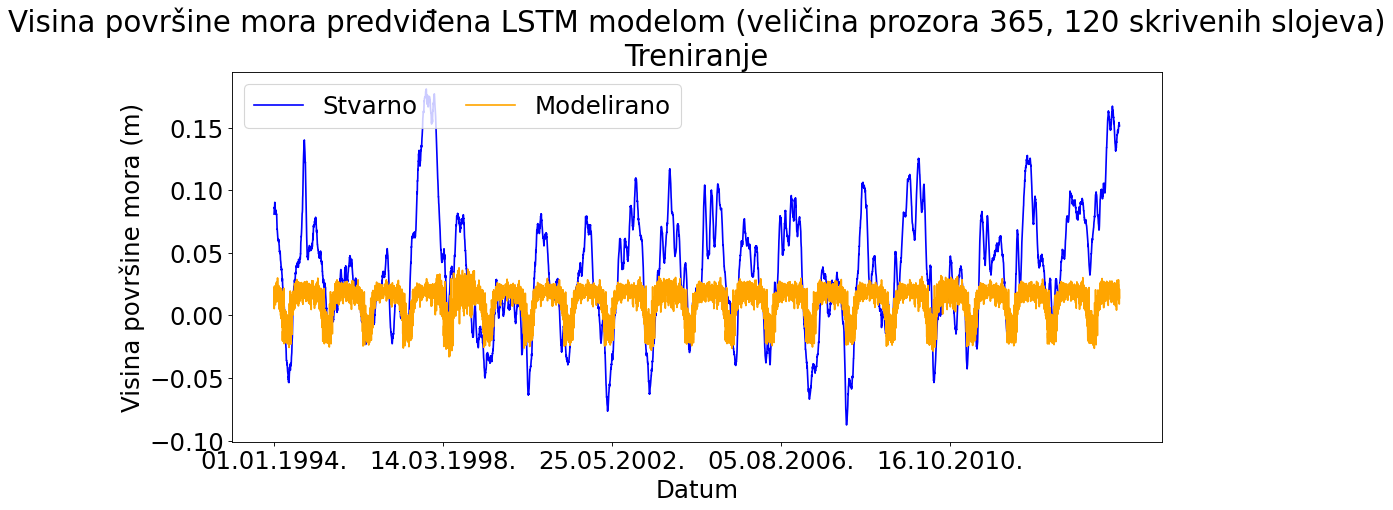 Visina površine mora predviđena LSTM modelom (veličina prozora 365, 120 skrivenih slojeva)
Treniranje
Stvarno Modelirano
Visina površine mora (m)
0.15
0.10
0.05
0.00
−0.05
−0.10
01.01.1994. 14.03.1998. 25.05.2002. 05.08.2006. 16.10.2010.
Datum